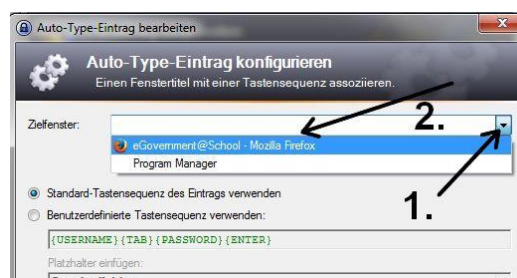 Auto-Type-Eintrag bearbeiten
Auto-Type-Eintrag konfigurieren
Einen Fenstertitel mit einer Tastensequenz assoziieren.
2.
Zielfenster:
eGovernment@School - Mozilla Firefox
Program Manager
1.
Standard-Tastensequenz des Eintrags verwenden
Benutzerdefinierte Tastensequenz verwenden:
{USERNAME}{TAB}{PASSWORD}{ENTER}
Platzhalter einfügen: